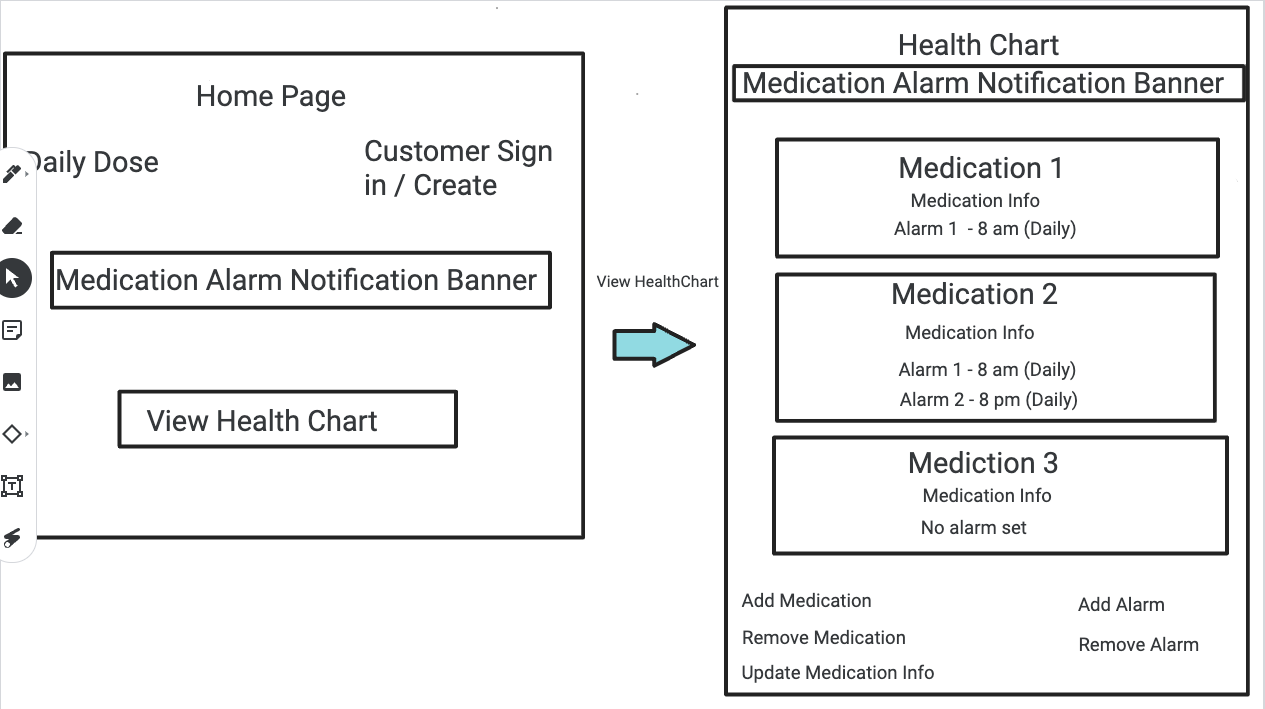 Home Page
Daily Dose
Customer Sign
in / Create
Medication Alarm Notification Banner
View Health Chart
View HealthChart
Health Chart
Medication Alarm Notification Banner
Medication 1
Medication Info
Alarm 1  - 8 am (Daily)
Medication 2
Medication Info
Alarm 1 - 8 am (Daily)
Alarm 2 - 8 pm (Daily)
Mediction 3
Medication Info
No alarm set
Add Medication
Remove Medication
Update Medication Info
Add Alarm
Remove Alarm